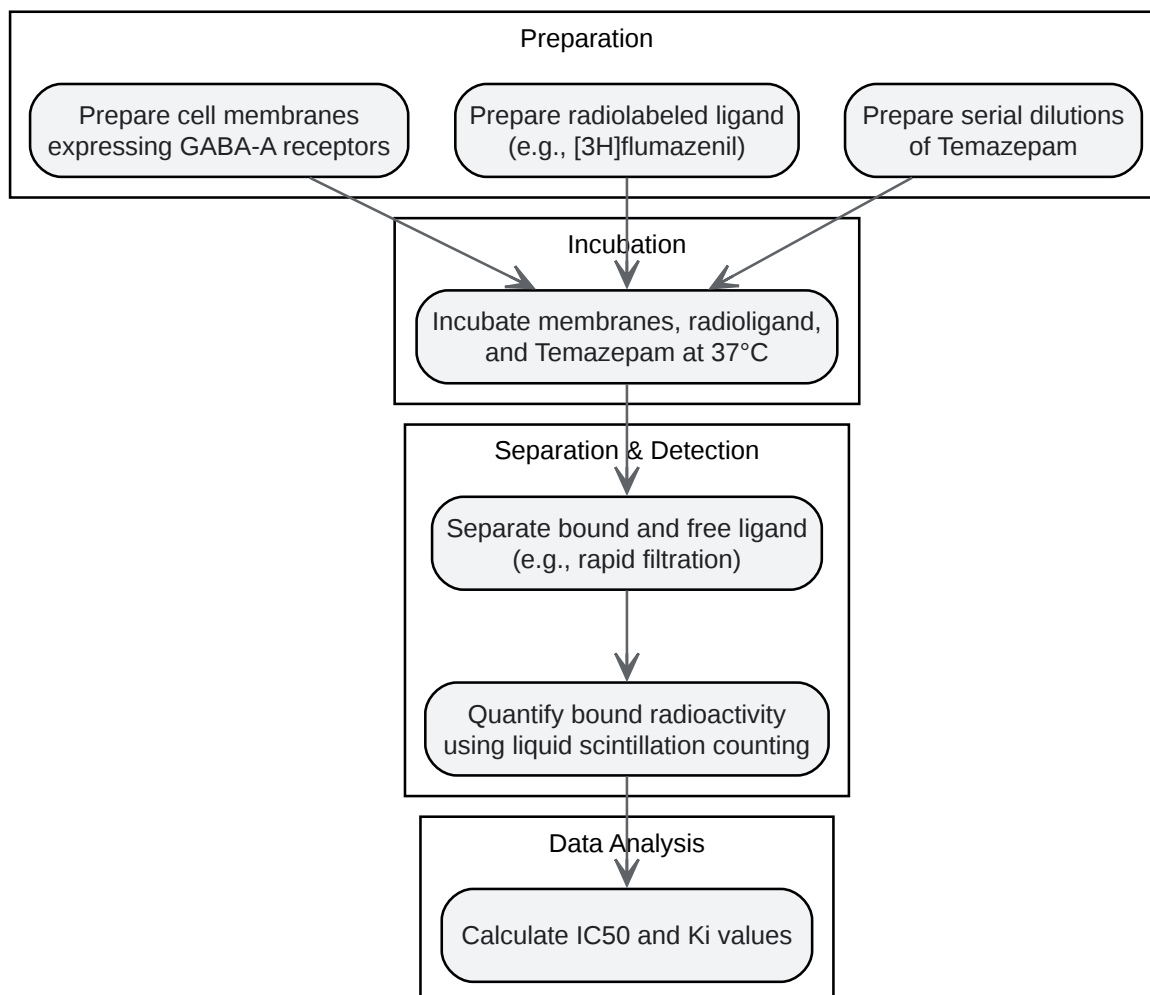 Preparation
Prepare cell membranes
expressing GABA-A receptors
Prepare radiolabeled ligand
(e.g., [3H]flumazenil)
Prepare serial dilutions
of Temazepam
Incubation
Incubate membranes, radioligand,
and Temazepam at 37°C
Separation & Detection
Separate bound and free ligand
(e.g., rapid filtration)
Quantify bound radioactivity
using liquid scintillation counting
Data Analysis
Calculate IC50 and Ki values